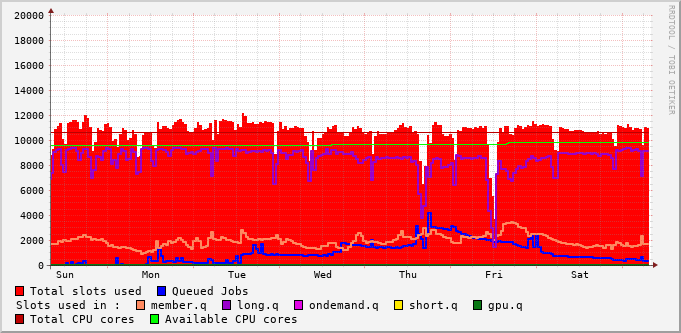 20000
18000
16000
14000
12000
10000
8000
6000
4000
2000
0
Sun Mon Tue Wed Thu Fri Sat
Total slots used Queued Jobs
Slots used in : member.q long.q ondemand.q short.q gpu.q
Total CPU cores Available CPU cores
RRDTOOL / TOBI OETIKER